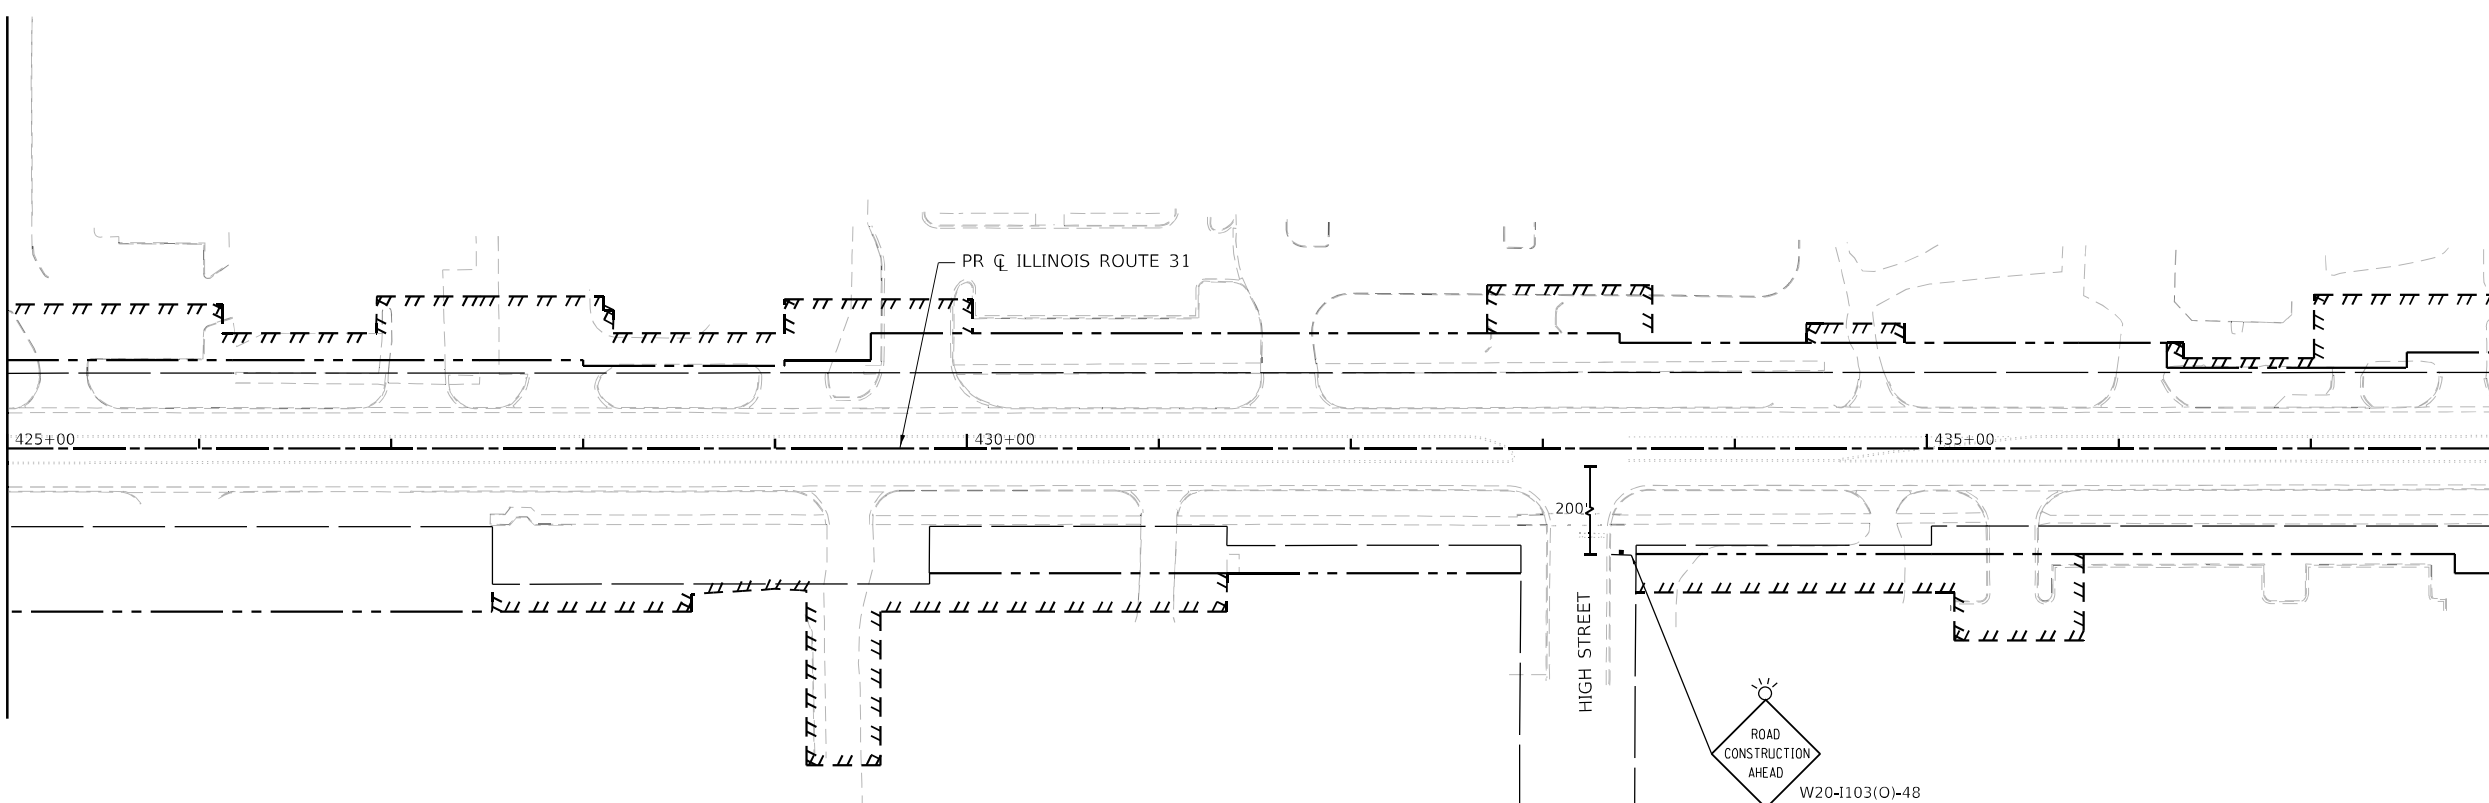 PR ℄ ILLINOIS ROUTE 31
425+00
430+00
435+00
200'
HIGH STREET
ROAD
CONSTRUCTION
AHEAD
W20-I103(O)-48